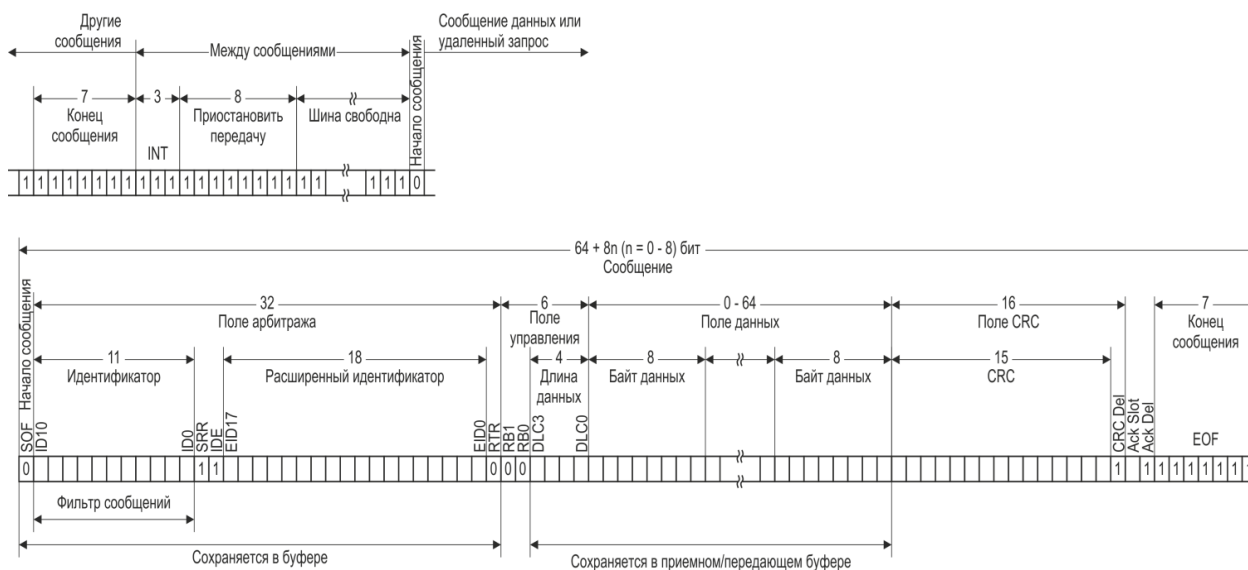 Другие
сообщения
Между сообщениями
Сообщение данных или
удаленный запрос
7
Конец
сообщения
3
INT
8
Приостановить
передачу
Шина свободна
Начало сообщения
1 1 1 1 1 1 1 1 1 1 1 1 1 1 1 1 1 1 1 1 1 1 1 1 0
64 + 8n (n = 0 - 8) бит
Сообщение
Начало сообщения
32
Поле арбитража
6
Поле
управления
0 - 64
Поле данных
16
Поле CRC
7
Конец
сообщения
11
Идентификатор
18
Расширенный идентификатор
4
Длина
данных
8
Байт данных
8
Байт данных
15
CRC
SOF
ID10
ID0
SRR
IDE
EID17
EID0
RTR
RB1
RB0
DLC3
DLC0
CRC Del
Ack Slot
Ack Del
EOF
0 1 1 0 0 0 1 1 1 1 1 1 1 1 1
Фильтр сообщений
Сохраняется в буфере
Сохраняется в приемном/передающем буфере